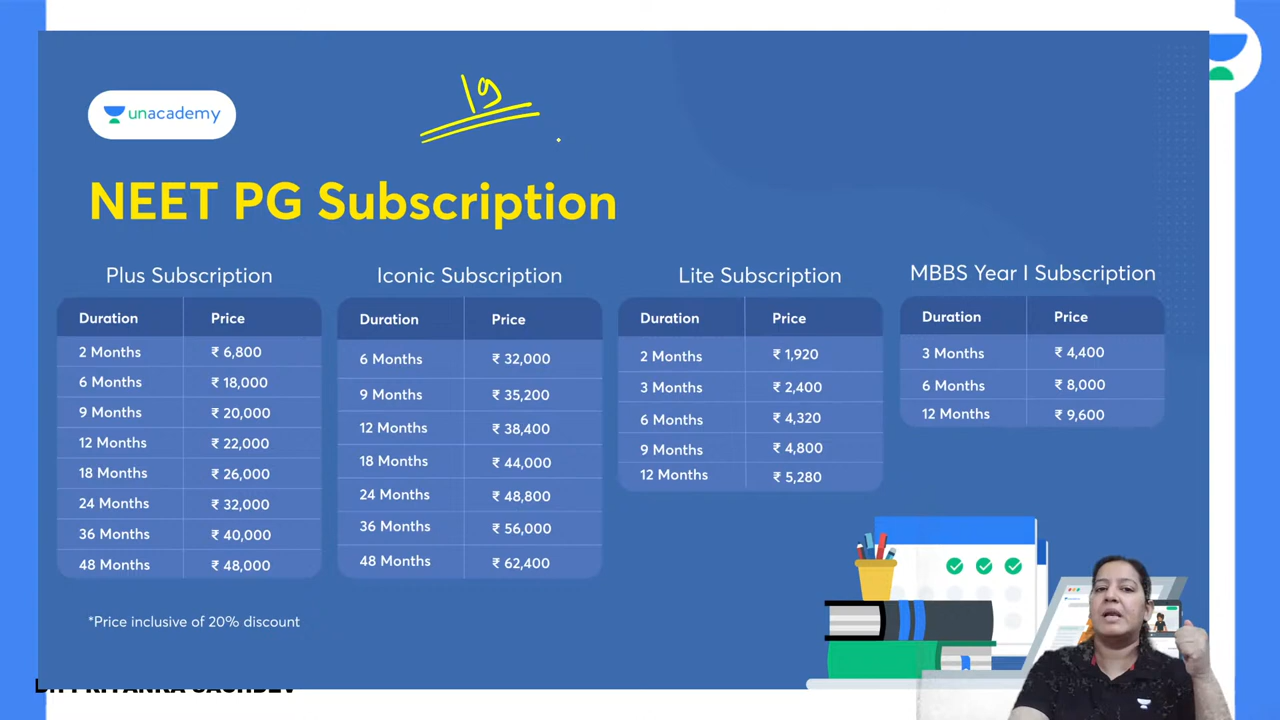 19
unacademy
NEET PG Subscription
Plus Subscription
Duration Price
2 Months ₹ 6,800
6 Months ₹ 18,000
9 Months ₹ 20,000
12 Months ₹ 22,000
18 Months ₹ 26,000
24 Months ₹ 32,000
36 Months ₹ 40,000
48 Months ₹ 48,000
Iconic Subscription
Duration Price
6 Months ₹ 32,000
9 Months ₹ 35,200
12 Months ₹ 38,400
18 Months ₹ 44,000
24 Months ₹ 48,800
36 Months ₹ 56,000
48 Months ₹ 62,400
Lite Subscription
Duration Price
2 Months ₹ 1,920
3 Months ₹ 2,400
6 Months ₹ 4,320
9 Months ₹ 4,800
12 Months ₹ 5,280
MBBS Year I Subscription
Duration Price
3 Months ₹ 4,400
6 Months ₹ 8,000
12 Months ₹ 9,600
*Price inclusive of 20% discount